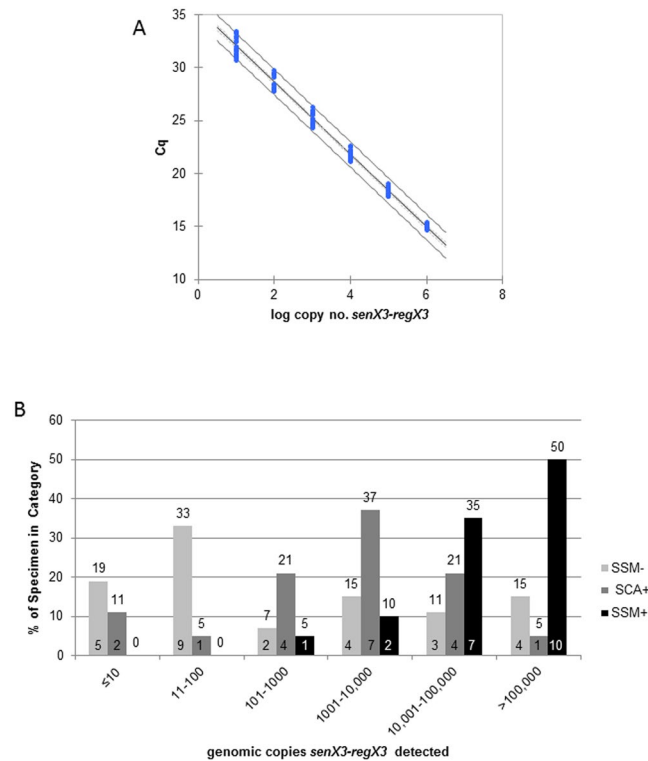 A
35
30
25
20
15
10
Cq
0 2 4 6 8
log copy no. senX3-regX3
B
60
50
40
30
20
10
0
% of Specimen in Category
19 11 0
33 5 0
7 21 5
15 37 10
11 21 35
15 5 50
5 2
9 1
2 4 1
4 7 2
3 4 7
4 1 10
≤10
11-100
101-1000
1001-10,000
10,001-100,000
>100,000
genomic copies senX3-regX3 detected
SSM-
SCA+
SSM+